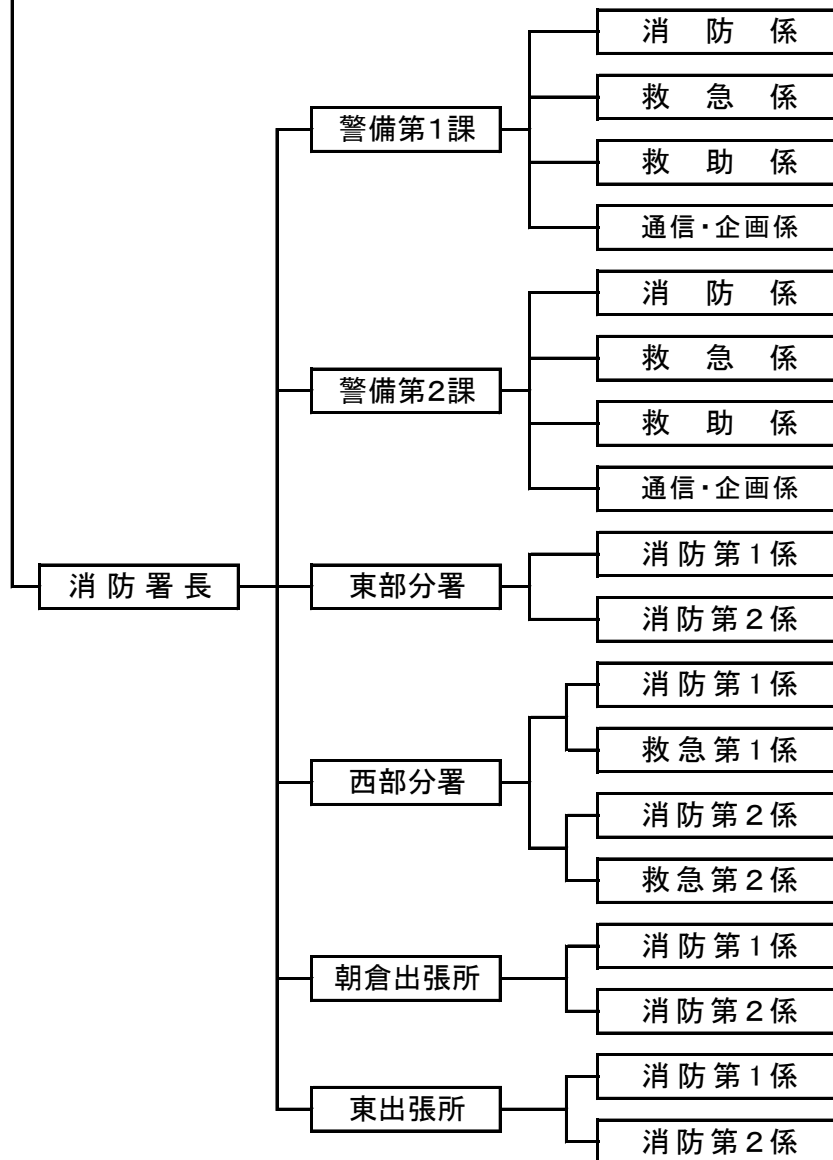 消防係
救急係
警備第1課
救助係
通信・企画係
消防係
救急係
警備第2課
救助係
通信・企画係
消防署長
東部分署
消防第1係
消防第2係
消防第1係
救急第1係
西部分署
消防第2係
救急第2係
消防第1係
朝倉出張所
消防第2係
消防第1係
東出張所
消防第2係